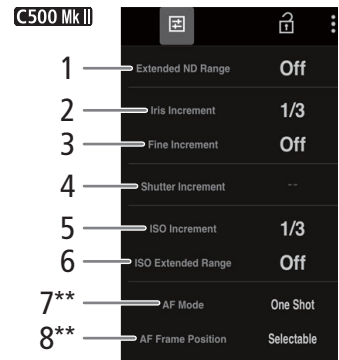 C500 Mk II
1 Extended ND Range Off
2 Iris Increment 1/3
3 Fine Increment Off
4 Shutter Increment --
5 ISO Increment 1/3
6 ISO Extended Range Off
7** AF Mode One Shot
8** AF Frame Position Selectable